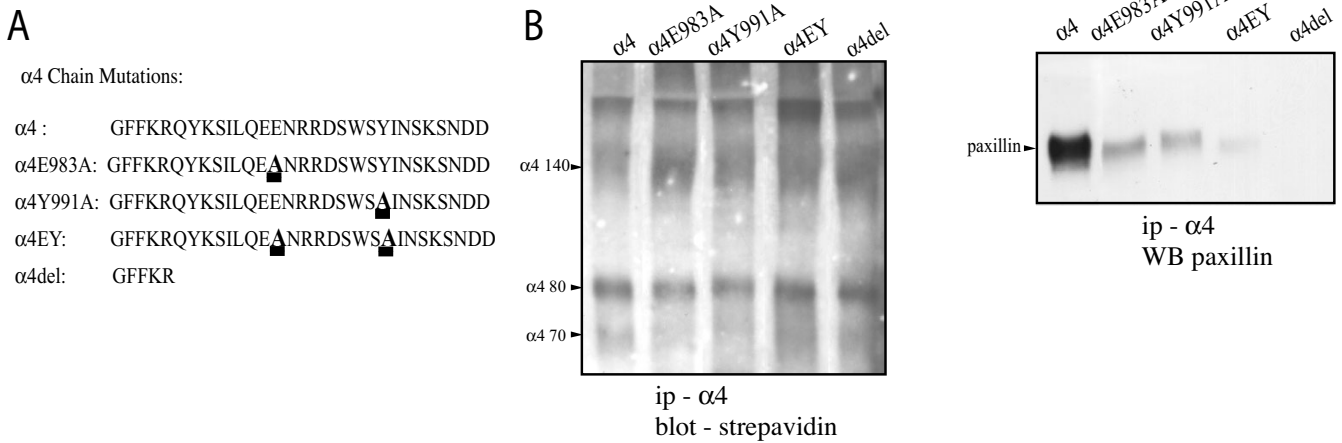 A
α4 Chain Mutations:
α4 : GFFKRQYKSILQEENRRDSWSYINSKSNDD
α4E983A: GFFKRQYKSILQEANRRDSWSYINSKSNDD
α4Y991A: GFFKRQYKSILQEENRRDSWSAINSKSNDD
α4EY: GFFKRQYKSILQEANRRDSWSAINSKSNDD
α4del: GFFKR
B
α4 α4E983A α4Y991A α4EY α4del
α4 140
α4 80
α4 70
ip - α4
blot - strepavidin
α4 α4E983A α4Y991A α4EY α4del
paxillin
ip - α4
WB paxillin